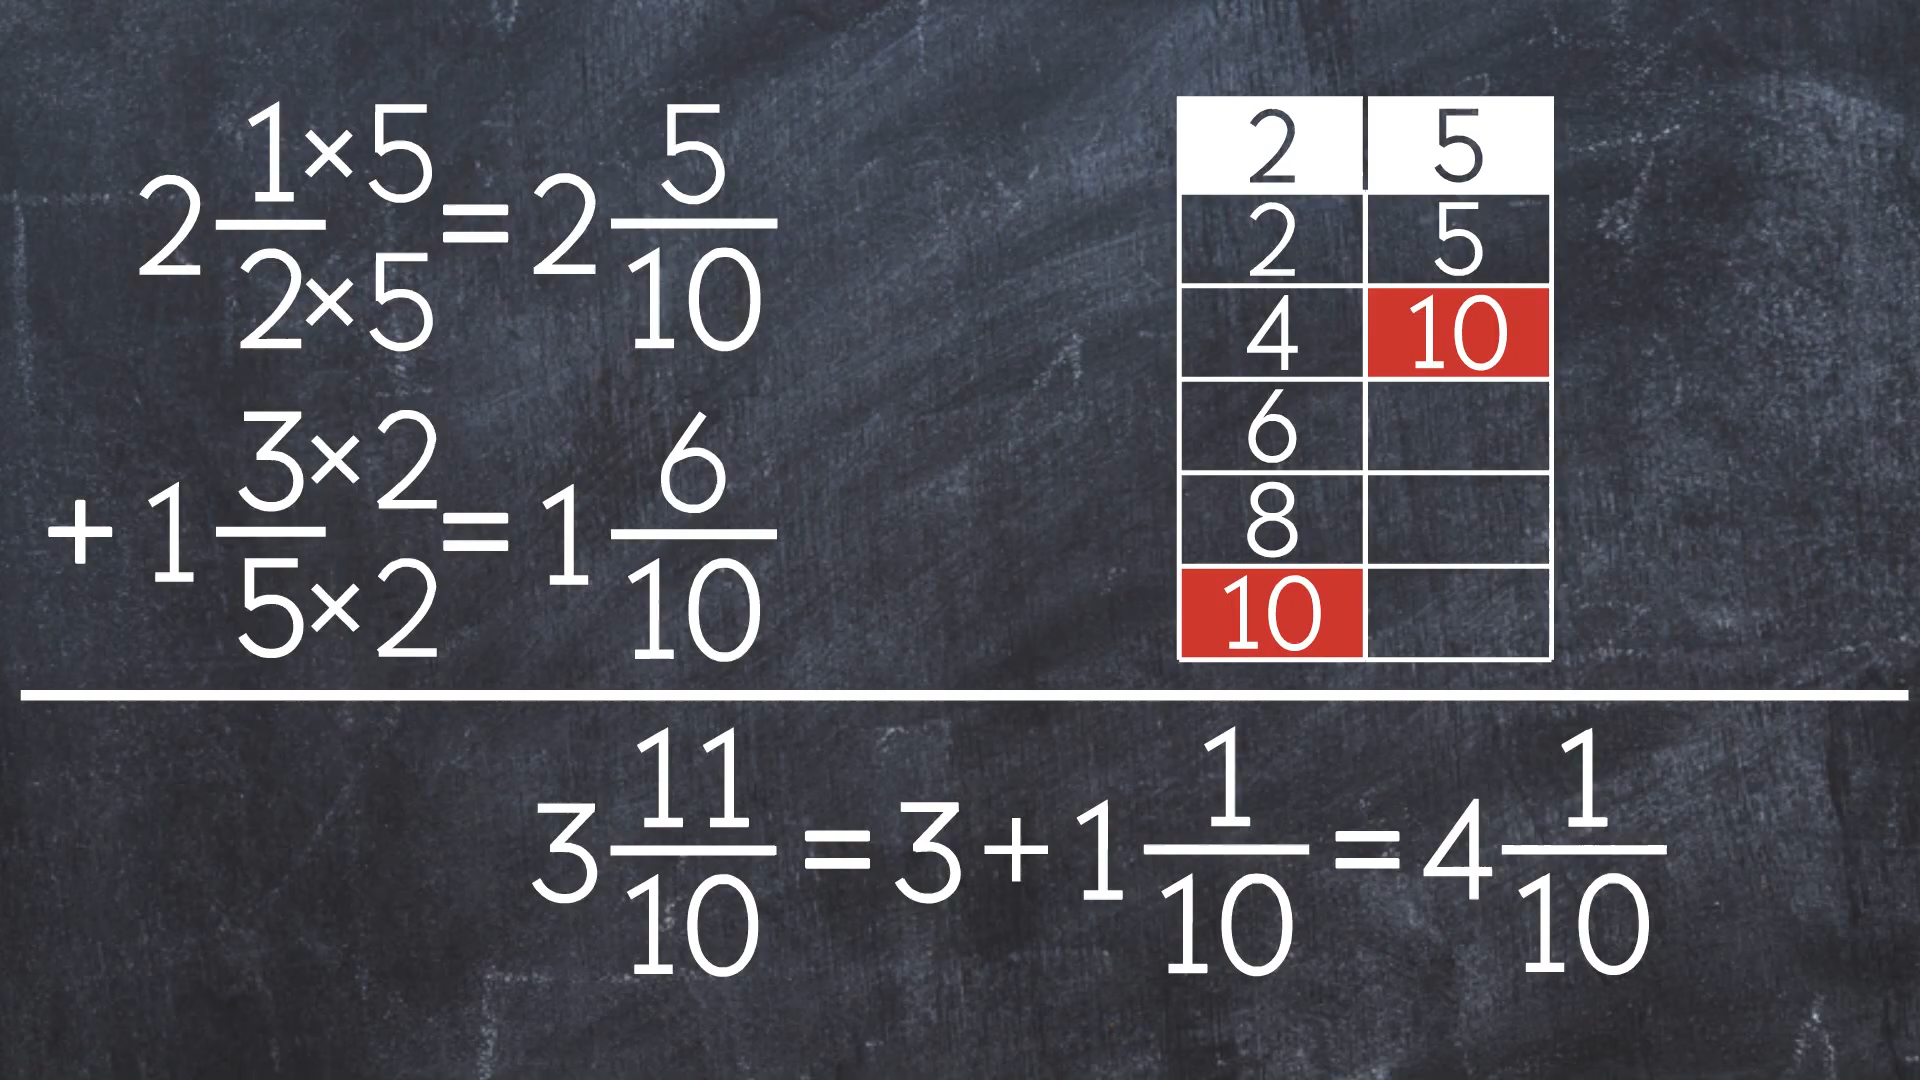 2 1×5/2×5 = 2 5/10
+ 1 3×2/5×2 = 1 6/10
3 11/10 = 3 + 1 1/10 = 4 1/10
2 5
2 5
4 10
6
8
10